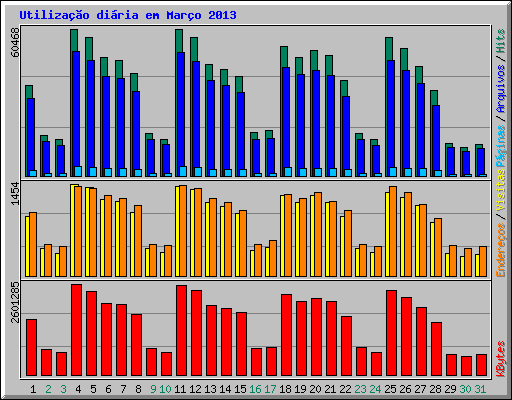 Utilização diária em Março 2013
60468
1454
2601285
Páginas / Arquivos / Hits
Endereços / Visitas
KBytes
1 2 3 4 5 6 7 8 9 10 11 12 13 14 15 16 17 18 19 20 21 22 23 24 25 26 27 28 29 30 31